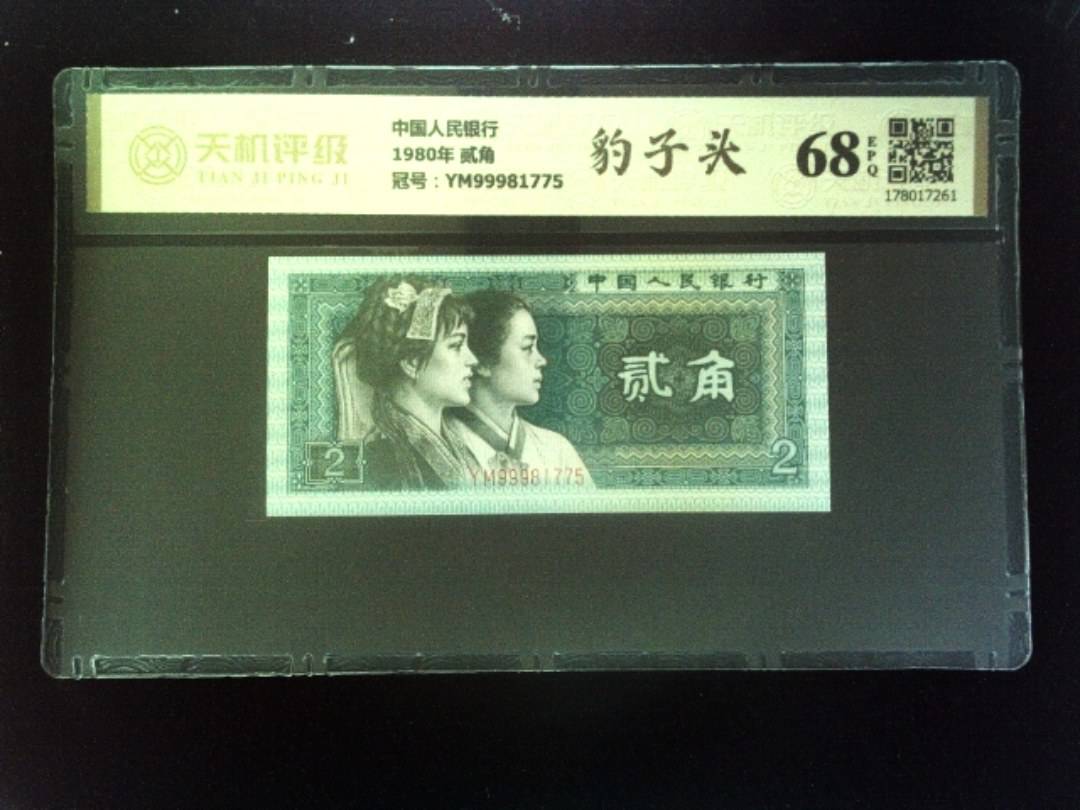 天机评级
TIAN JI PING JI
中国人民银行
1980年 贰角
冠号：YM99981775
豹子头
68
EPQ
178017261
中国人民银行
贰角
2
2
YM99981775